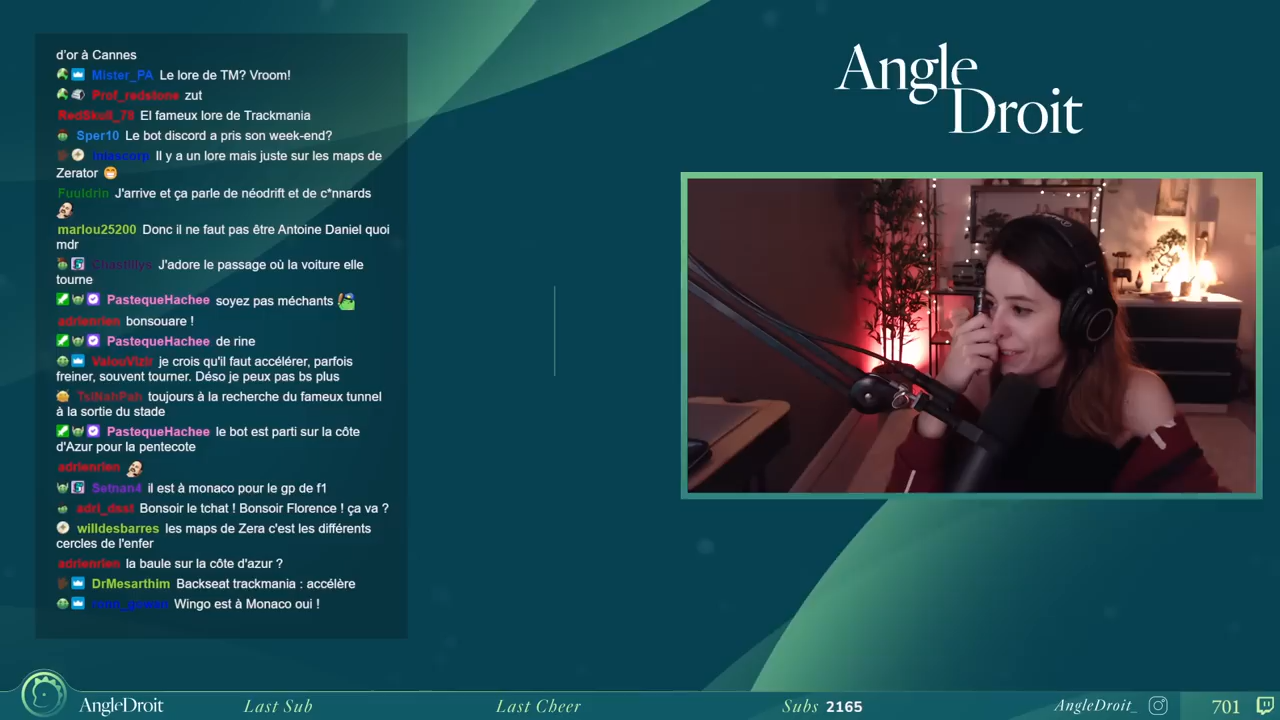 d'or à Cannes
Mister_PA Le lore de TM? Vroom!
Prof_redstone zut
RedSkull_78 El fameux lore de Trackmania
Sper10 Le bot discord a pris son week-end?
Il y a un lore mais juste sur les maps de
Zerator
Fuuldrin J'arrive et ça parle de néodrift et de c*nnards
marlou25200 Donc il ne faut pas être Antoine Daniel quoi
mdr
J'adore le passage où la voiture elle
tourne
PastequeHachee soyez pas méchants
adrienrien bonsouare !
PastequeHachee de rine
ValouVizir je crois qu'il faut accélérer, parfois
freiner, souvent tourner. Déso je peux pas bs plus
TsiNahPah toujours à la recherche du fameux tunnel
à la sortie du stade
PastequeHachee le bot est parti sur la côte
d'Azur pour la pentecote
adrienrien
Setnan4 il est à monaco pour le gp de f1
adri_dsst Bonsoir le tchat ! Bonsoir Florence ! ça va ?
willdesbarres les maps de Zera c'est les différents
cercles de l'enfer
adrienrien la baule sur la côte d'azur ?
DrMesarthim Backseat trackmania : accélère
Wingo est à Monaco oui !
Angle
Droit
AngleDroit
Last Sub
Last Cheer
Subs 2165
AngleDroit_
701